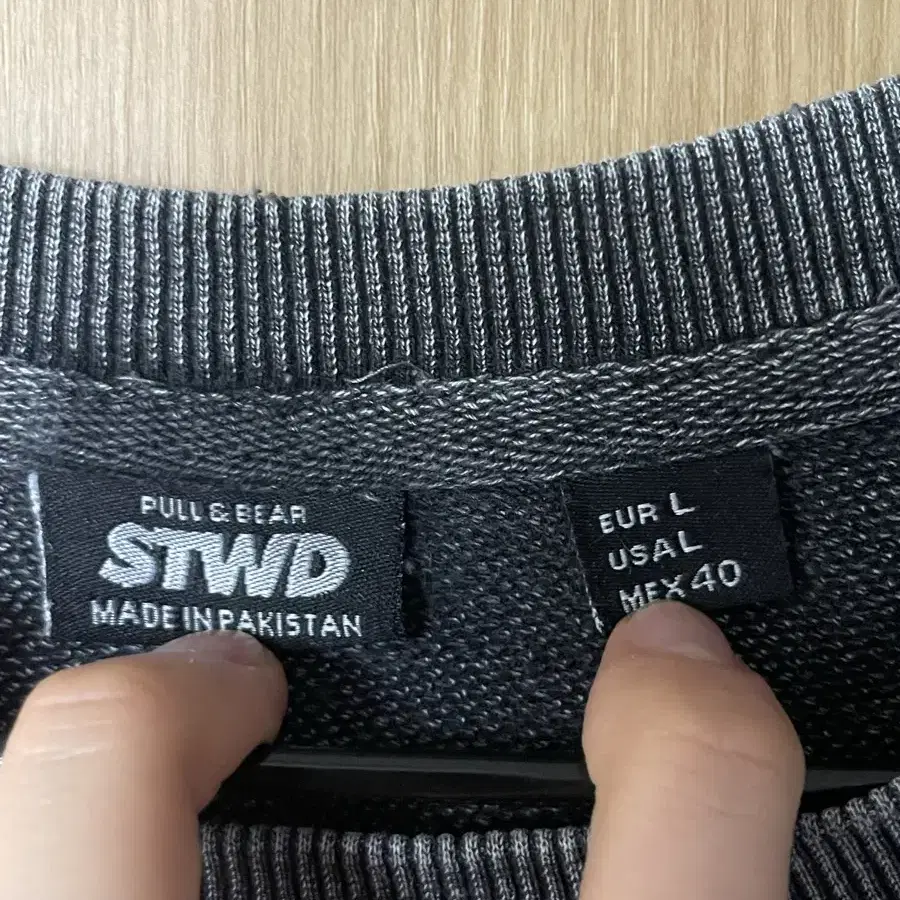 PULL & BEAR
STWD
MADE IN PAKISTAN
EUR L
USA L
MEX 40